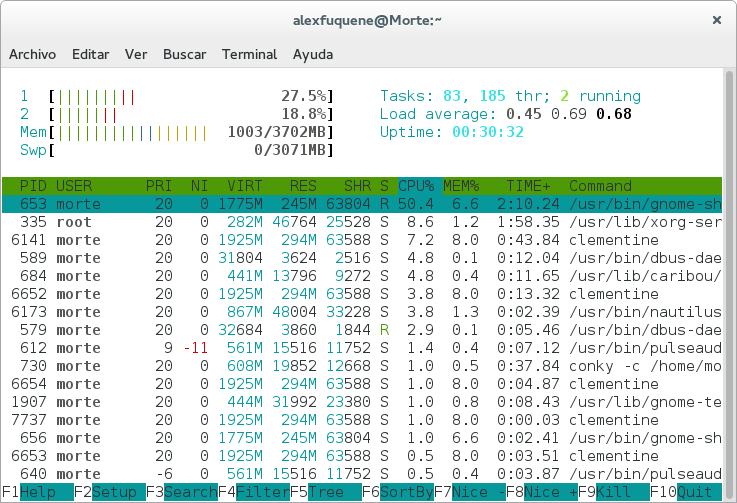 alexfuquene@Morte:~
Archivo Editar Ver Buscar Terminal Ayuda
1 [||||||||| 27.5%] Tasks: 83, 185 thr; 2 running
2 [||||||| 18.8%] Load average: 0.45 0.69 0.68
Mem[||||||||||||||||| 1003/3702MB] Uptime: 00:30:32
Swp[ 0/3071MB]
PID USER PRI NI VIRT RES SHR S CPU% MEM% TIME+ Command
653 morte 20 0 1775M 245M 63804 R 50.4 6.6 2:10.24 /usr/bin/gnome-sh
335 root 20 0 282M 46764 25528 S 8.6 1.2 1:58.35 /usr/lib/xorg-ser
6141 morte 20 0 1925M 294M 63588 S 7.2 8.0 0:43.84 clementine
589 morte 20 0 31804 3624 2516 S 4.8 0.1 0:12.04 /usr/bin/dbus-dae
684 morte 20 0 441M 13796 9272 S 4.8 0.4 0:11.65 /usr/lib/caribou/
6652 morte 20 0 1925M 294M 63588 S 3.8 8.0 0:13.32 clementine
6173 morte 20 0 867M 48004 33228 S 3.8 1.3 0:02.39 /usr/bin/nautilus
579 morte 20 0 32684 3860 1844 R 2.9 0.1 0:05.46 /usr/bin/dbus-dae
612 morte 9 -11 561M 15516 11752 S 1.4 0.4 0:07.12 /usr/bin/pulseaud
730 morte 20 0 608M 19852 12668 S 1.0 0.5 0:37.84 conky -c /home/mo
6654 morte 20 0 1925M 294M 63588 S 1.0 8.0 0:04.87 clementine
1907 morte 20 0 444M 31992 23380 S 1.0 0.8 0:08.43 /usr/lib/gnome-te
7737 morte 20 0 1925M 294M 63588 S 1.0 8.0 0:00.03 clementine
656 morte 20 0 1775M 245M 63804 S 1.0 6.6 0:02.41 /usr/bin/gnome-sh
6653 morte 20 0 1925M 294M 63588 S 0.5 8.0 0:03.51 clementine
640 morte -6 0 561M 15516 11752 S 0.5 0.4 0:03.87 /usr/bin/pulseaud
F1Help F2Setup F3SearchF4FilterF5Tree F6SortByF7Nice -F8Nice +F9Kill F10Quit